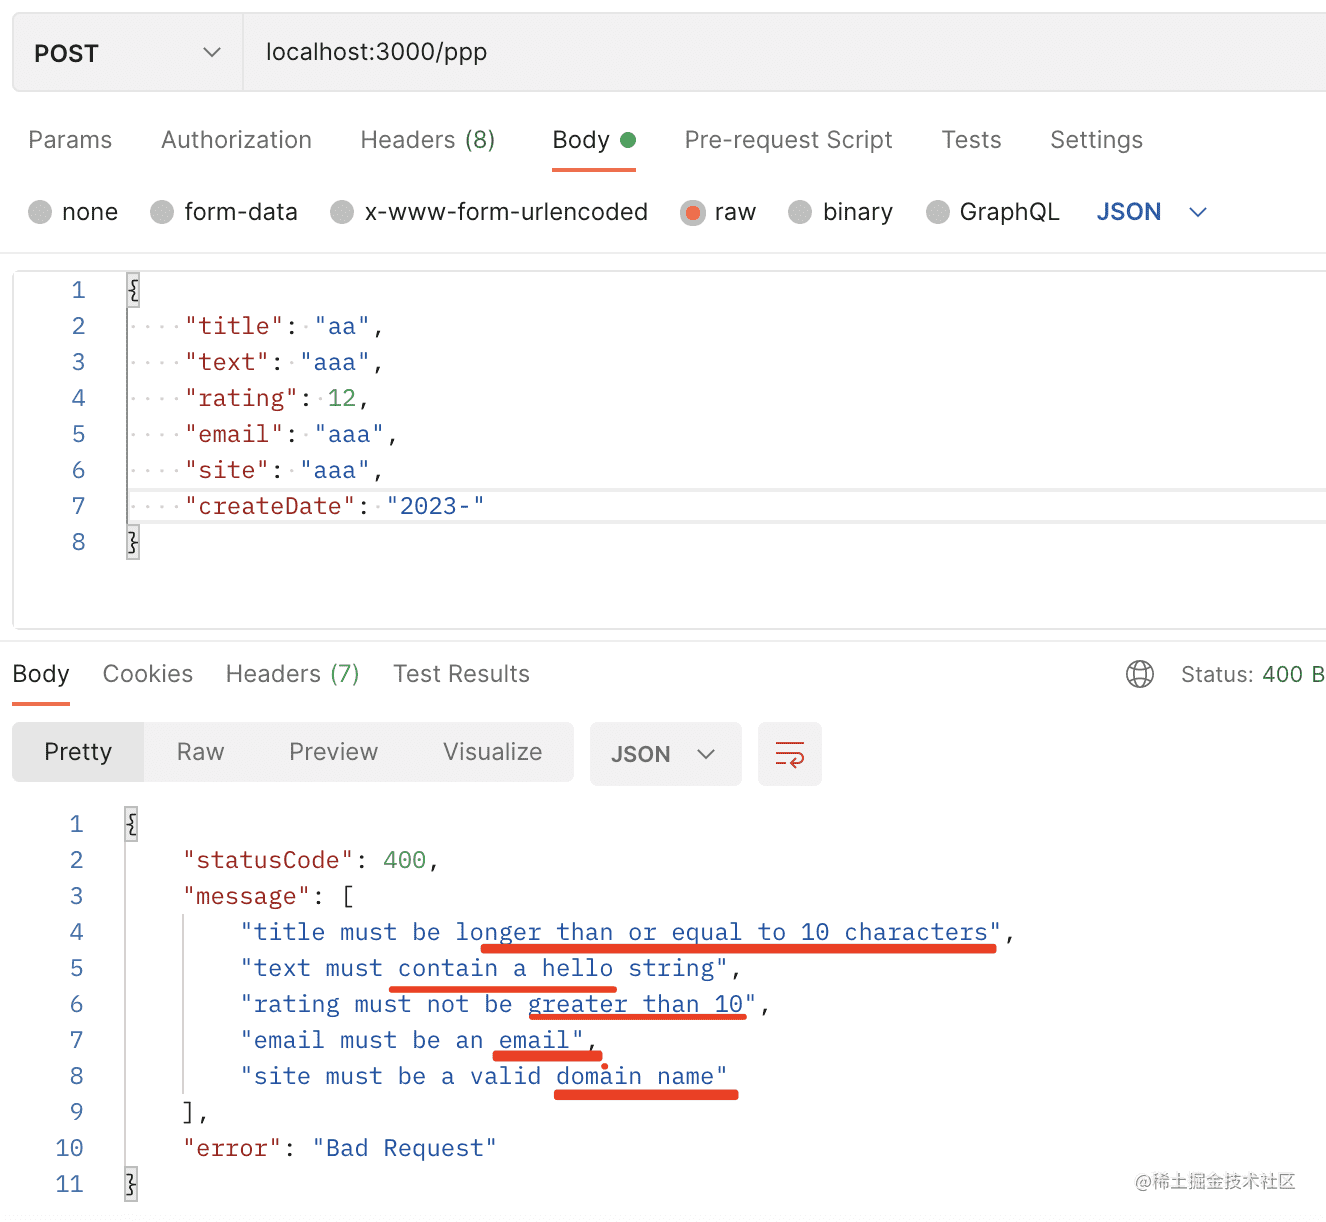 POST localhost:3000/ppp
Params Authorization Headers (8) Body Pre-request Script Tests Settings
none form-data x-www-form-urlencoded raw binary GraphQL JSON
1 {
2 "title": "aa",
3 "text": "aaa",
4 "rating": 12,
5 "email": "aaa",
6 "site": "aaa",
7 "createDate": "2023-"
8 }
Body Cookies Headers (7) Test Results Status: 400 B
Pretty Raw Preview Visualize JSON
1 {
2 "statusCode": 400,
3 "message": [
4 "title must be longer than or equal to 10 characters",
5 "text must contain a hello string",
6 "rating must not be greater than 10",
7 "email must be an email",
8 "site must be a valid domain name"
9 ],
10 "error": "Bad Request"
11 }
@稀土掘金技术社区